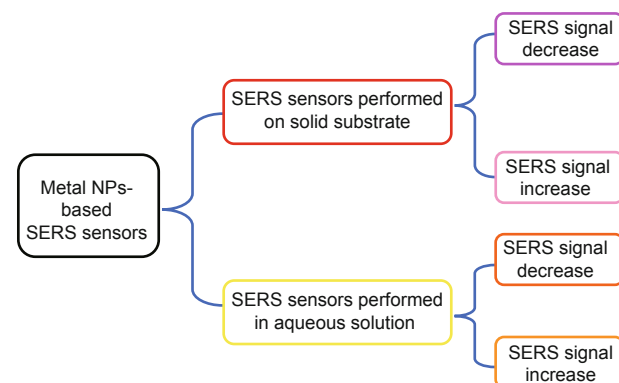 SERS signal
decrease
SERS sensors performed
on solid substrate
SERS signal
increase
Metal NPs-
based
SERS sensors
SERS signal
decrease
SERS sensors performed
in aqueous solution
SERS signal
increase